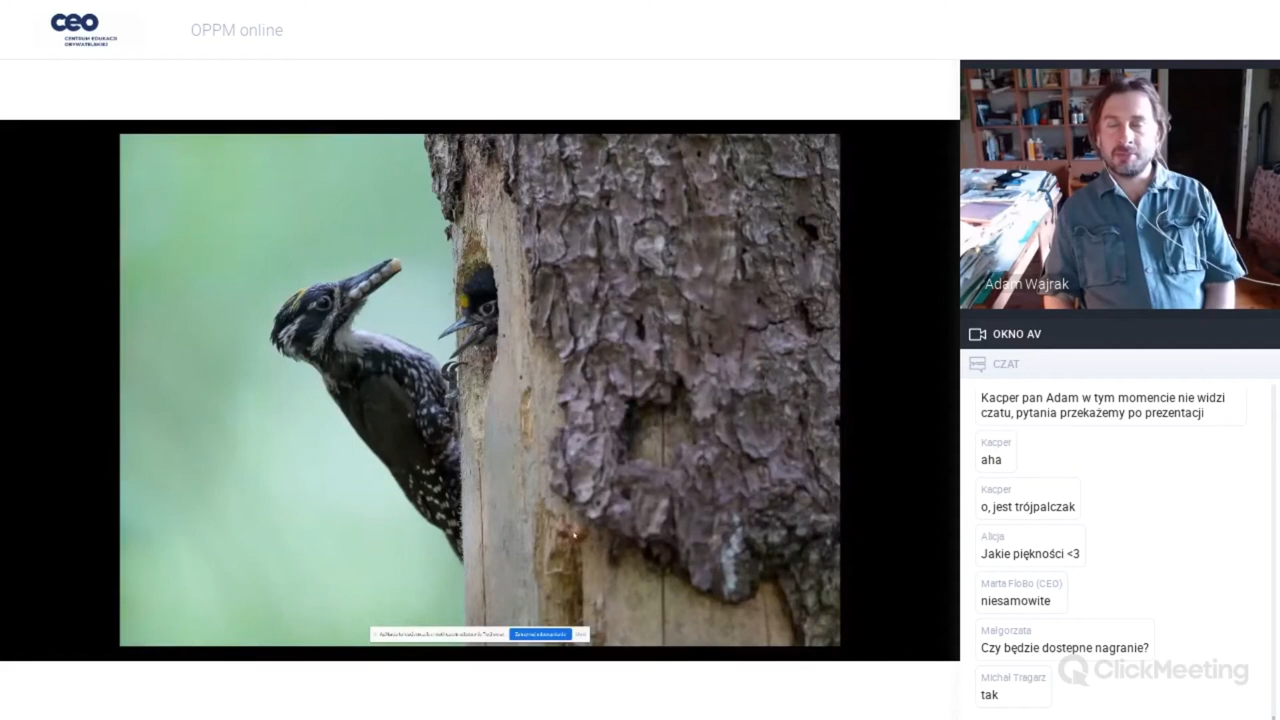 ceo
CENTRUM EDUKACJI
OBYWATELSKIEJ
OPPM online
Adam Wajrak
OKNO AV
CZAT
Kacper pan Adam w tym momencie nie widzi
czatu, pytania przekażemy po prezentacji
Kacper
aha
Kacper
o, jest trójpalczak
Alicja
Jakie piękności <3
Marta FloBo (CEO)
niesamowite
Małgorzata
Czy będzie dostepne nagranie?
Michał Tragarz
tak
ClickMeeting